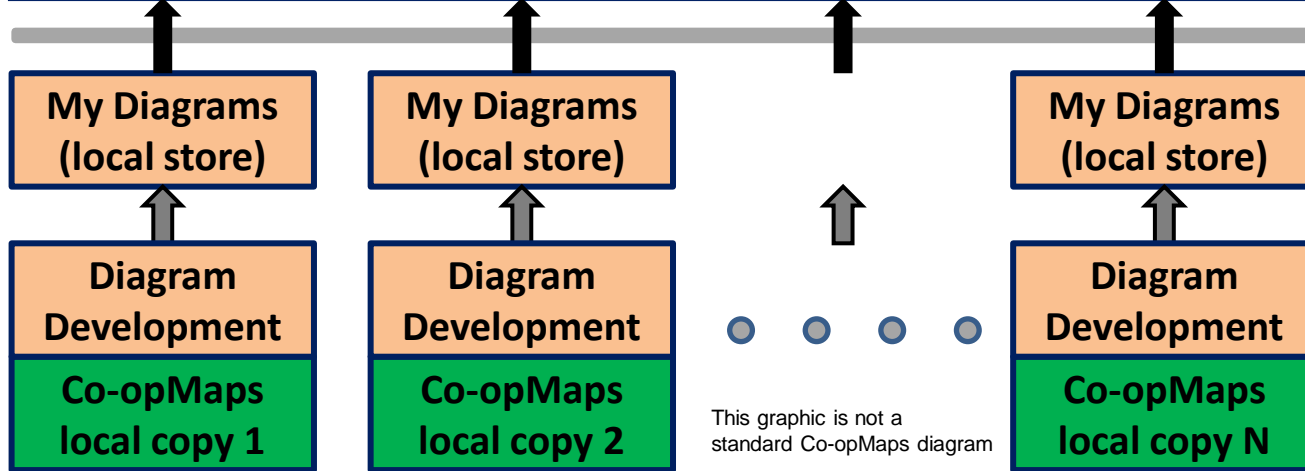 My Diagrams
(local store)
My Diagrams
(local store)
My Diagrams
(local store)
Diagram
Development
Diagram
Development
Diagram
Development
Co-opMaps
local copy 1
Co-opMaps
local copy 2
This graphic is not a
standard Co-opMaps diagram
Co-opMaps
local copy N